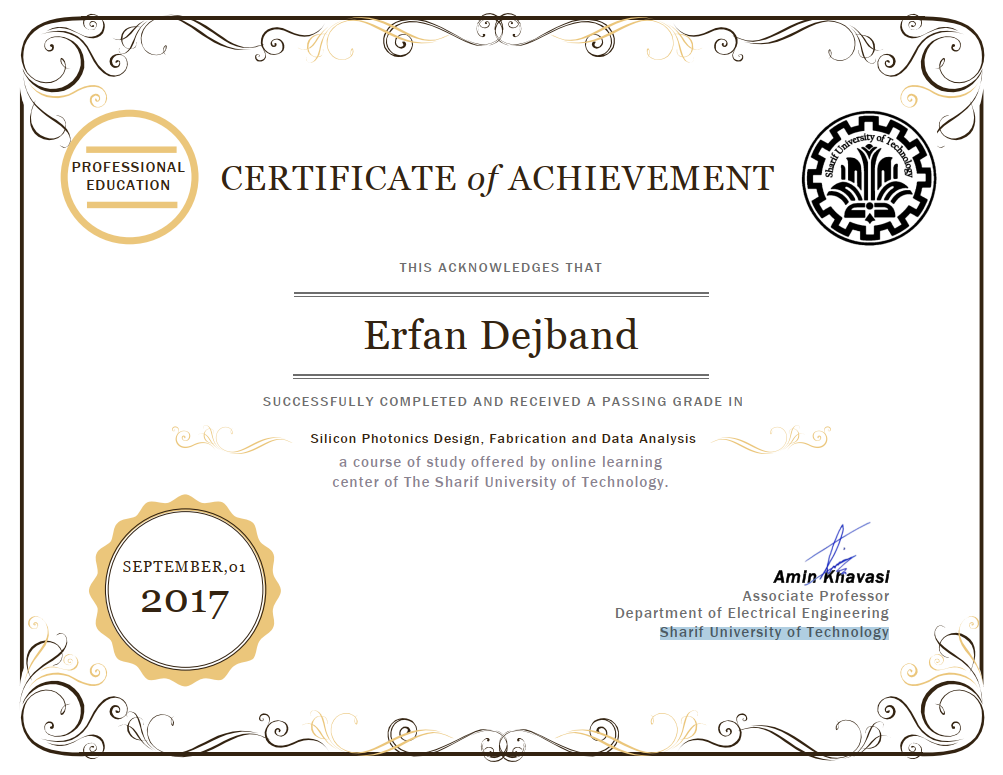 PROFESSIONAL
EDUCATION
CERTIFICATE of ACHIEVEMENT
Sharif University of Technology
THIS ACKNOWLEDGES THAT
Erfan Dejband
SUCCESSFULLY COMPLETED AND RECEIVED A PASSING GRADE IN
Silicon Photonics Design, Fabrication and Data Analysis
a course of study offered by online learning
center of The Sharif University of Technology.
SEPTEMBER,01
2017
Amin Khavasi
Associate Professor
Department of Electrical Engineering
Sharif University of Technology